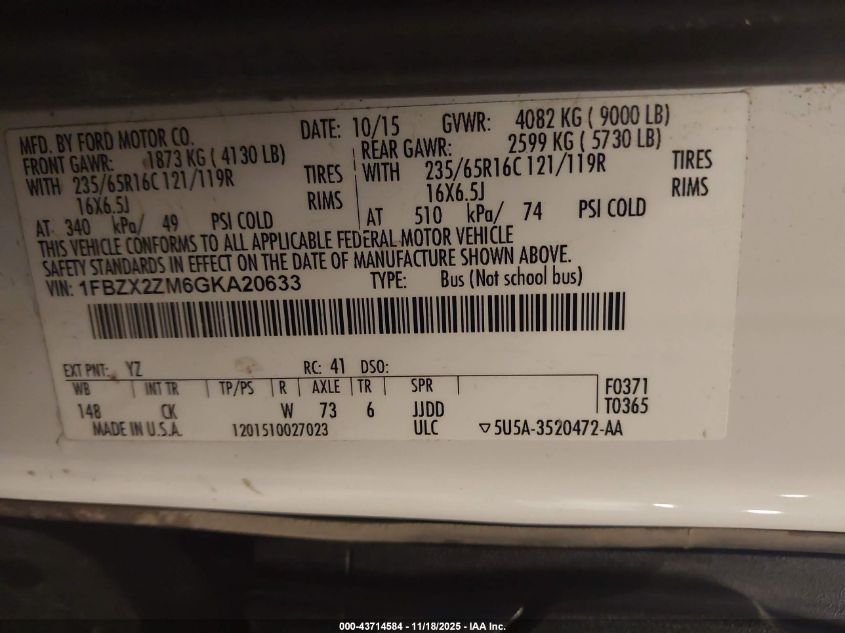 MFD. BY FORD MOTOR CO. DATE: 10/15 GVWR: 4082 KG ( 9000 LB)
FRONT GAWR: 1873 KG ( 4130 LB) REAR GAWR: 2599 KG ( 5730 LB)
WITH 235/65R16C 121/119R TIRES WITH 235/65R16C 121/119R TIRES
16X6.5J RIMS 16X6.5J RIMS
AT 340 kPa/ 49 PSI COLD AT 510 kPa/ 74 PSI COLD
THIS VEHICLE CONFORMS TO ALL APPLICABLE FEDERAL MOTOR VEHICLE
SAFETY STANDARDS IN EFFECT ON THE DATE OF MANUFACTURE SHOWN ABOVE.
VIN: 1FBZX2ZM6GKA20633 TYPE: Bus (Not school bus)
EXT PNT: YZ RC: 41 DSO:
WB INT TR TP/PS R AXLE TR SPR F0371
148 CK W 73 6 JJDD T0365
MADE IN U.S.A. 1201510027023 ULC ▽5U5A-3520472-AA
000-43714584 - 11/18/2025 - IAA Inc.